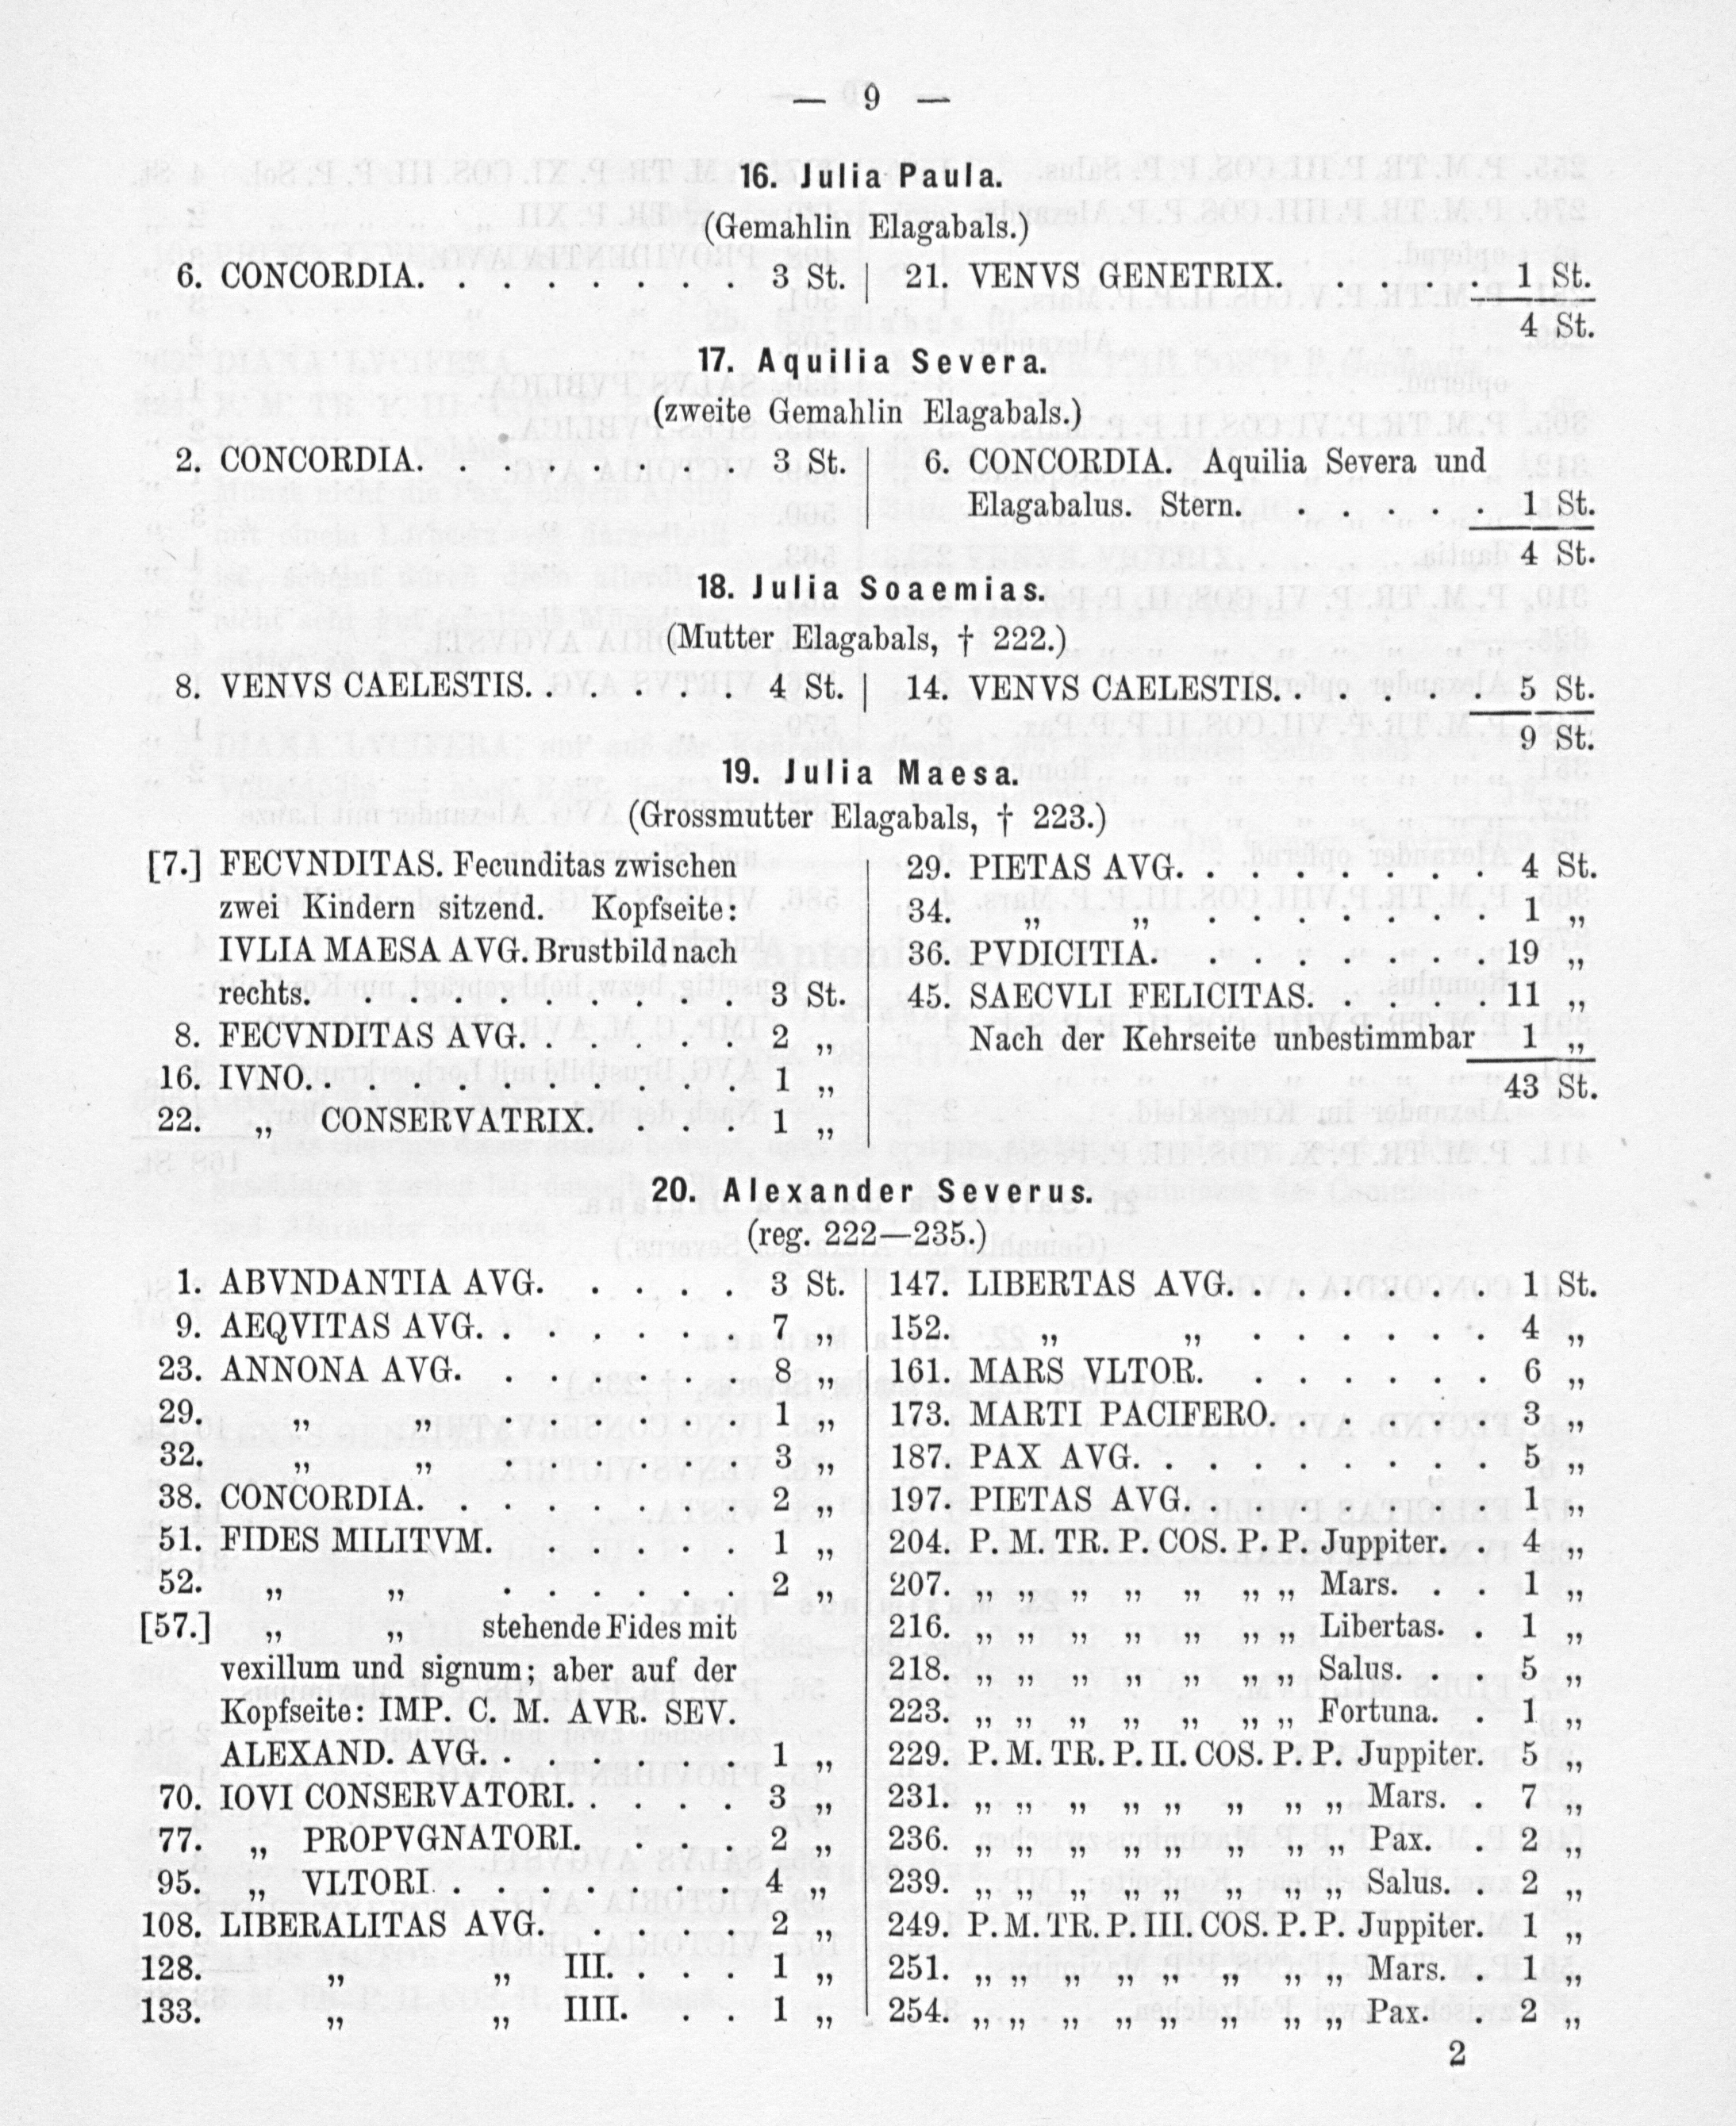 — 9 —
16. Julia Paula.
(Gemahlin Elagabals.)
6. CONCORDIA. . . . . . . . 3 St.
21. VENVS GENETRIX. . . . . . 1 St.
4 St.
17. Aquilia Severa.
(zweite Gemahlin Elagabals.)
2. CONCORDIA. . . . . . . . 3 St.
6. CONCORDIA. Aquilia Severa und
Elagabalus. Stern. . . . . . . 1 St.
4 St.
18. Julia Soaemias.
(Mutter Elagabals, † 222.)
8. VENVS CAELESTIS. . . . . . 4 St.
14. VENVS CAELESTIS. . . . . . 5 St.
9 St.
19. Julia Maesa.
(Grossmutter Elagabals, † 223.)
[7.] FECVNDITAS. Fecunditas zwischen
zwei Kindern sitzend. Kopfseite:
IVLIA MAESA AVG. Brustbild nach
rechts. . . . . . . . . . 3 St.
8. FECVNDITAS AVG. . . . . . 2 „
16. IVNO. . . . . . . . . . . 1 „
22. „ CONSERVATRIX. . . . 1 „
29. PIETAS AVG. . . . . . . . 4 St.
34. „ „ . . . . . . . 1 „
36. PVDICITIA. . . . . . . . 19 „
45. SAECVLI FELICITAS. . . . . 11 „
Nach der Kehrseite unbestimmbar 1 „
43 St.
20. Alexander Severus.
(reg. 222—235.)
1. ABVNDANTIA AVG. . . . . 3 St.
9. AEQVITAS AVG. . . . . . . 7 „
23. ANNONA AVG. . . . . . . 8 „
29. „ „ . . . . . . 1 „
32. „ „ . . . . . . 3 „
38. CONCORDIA. . . . . . . . 2 „
51. FIDES MILITVM. . . . . . 1 „
52. „ „ . . . . . . 2 „
[57.] „ „ stehende Fides mit
vexillum und signum; aber auf der
Kopfseite: IMP. C. M. AVR. SEV.
ALEXAND. AVG. . . . . . . 1 „
70. IOVI CONSERVATORI. . . . . 3 „
77. „ PROPVGNATORI. . . . 2 „
95. „ VLTORI. . . . . . . . 4 „
108. LIBERALITAS AVG. . . . . 2 „
128. „ „ III. . . . 1 „
133. „ „ IIII. . . 1 „
147. LIBERTAS AVG. . . . . . . 1 St.
152. „ „ . . . . . . 4 „
161. MARS VLTOR. . . . . . . 6 „
173. MARTI PACIFERO. . . . . 3 „
187. PAX AVG. . . . . . . . . 5 „
197. PIETAS AVG. . . . . . . . 1 „
204. P. M. TR. P. COS. P. P. Juppiter. . 4 „
207. „ „ „ „ „ „ „ Mars. . . 1 „
216. „ „ „ „ „ „ „ Libertas. . 1 „
218. „ „ „ „ „ „ „ Salus. . . 5 „
223. „ „ „ „ „ „ „ Fortuna. . 1 „
229. P. M. TR. P. II. COS. P. P. Juppiter. 5 „
231. „ „ „ „ „ „ „ „ Mars. . 7 „
236. „ „ „ „ „ „ „ „ Pax. . 2 „
239. „ „ „ „ „ „ „ „ Salus. . 2 „
249. P. M. TR. P. III. COS. P. P. Juppiter. 1 „
251. „ „ „ „ „ „ „ „ Mars. . 1 „
254. „ „ „ „ „ „ „ „ Pax. . 2 „
2